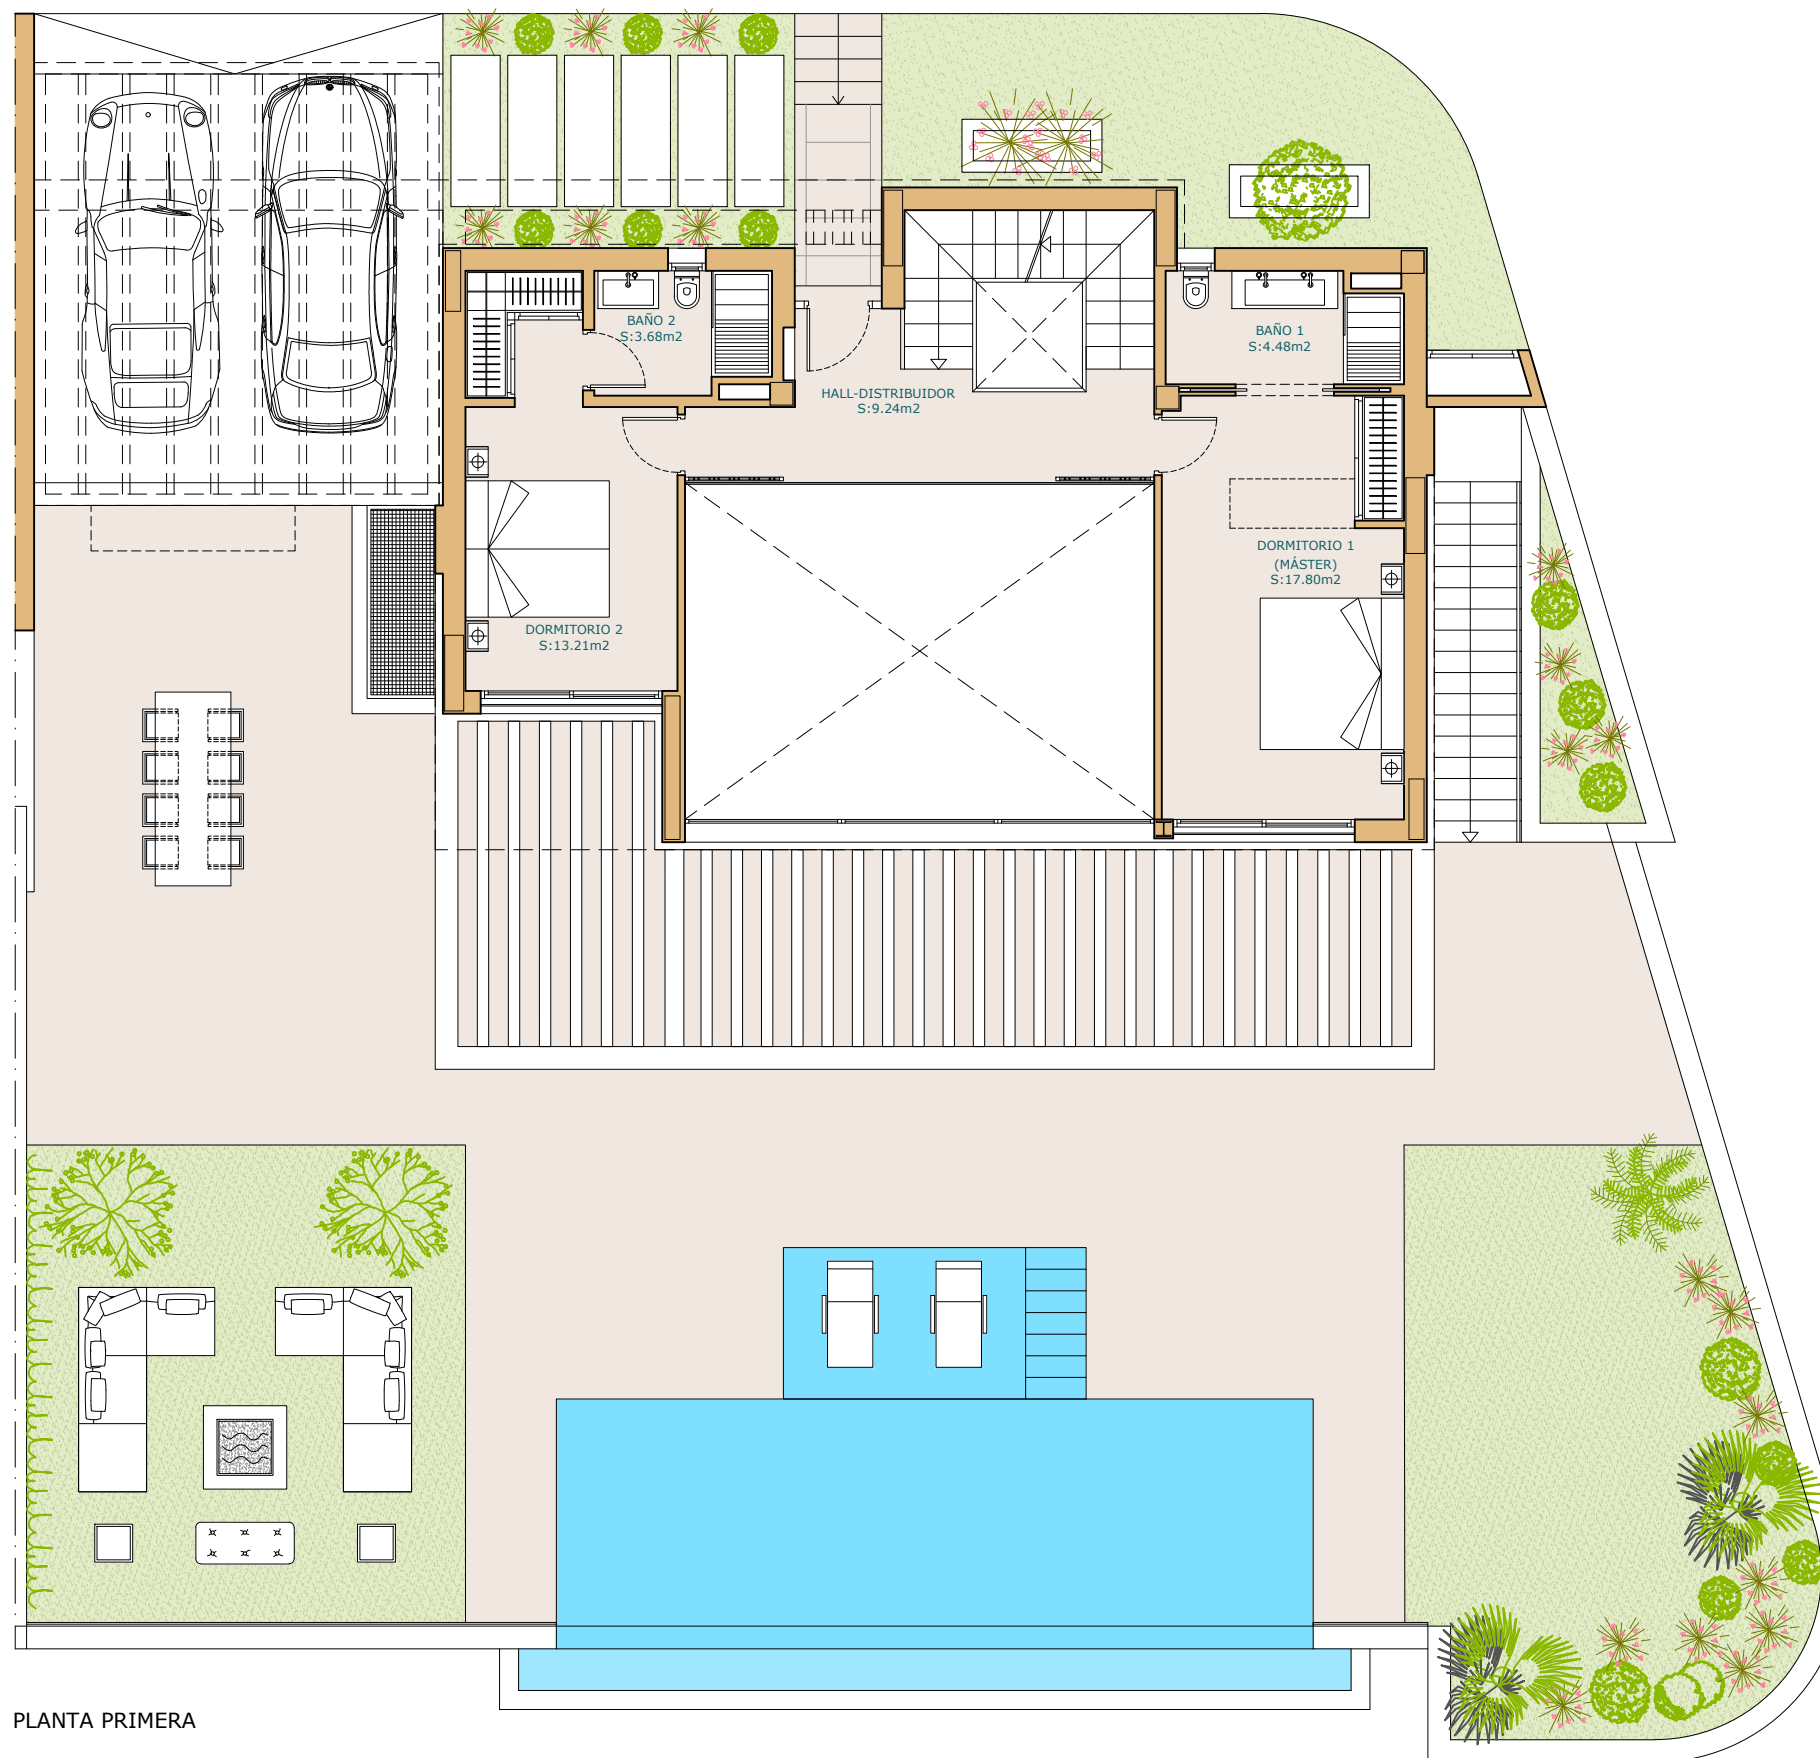 BAÑO 2
S:3.68m2
BAÑO 1
S:4.48m2
HALL-DISTRIBUIDOR
S:9.24m2
DORMITORIO 1
(MÁSTER)
S:17.80m2
DORMITORIO 2
S:13.21m2
PLANTA PRIMERA